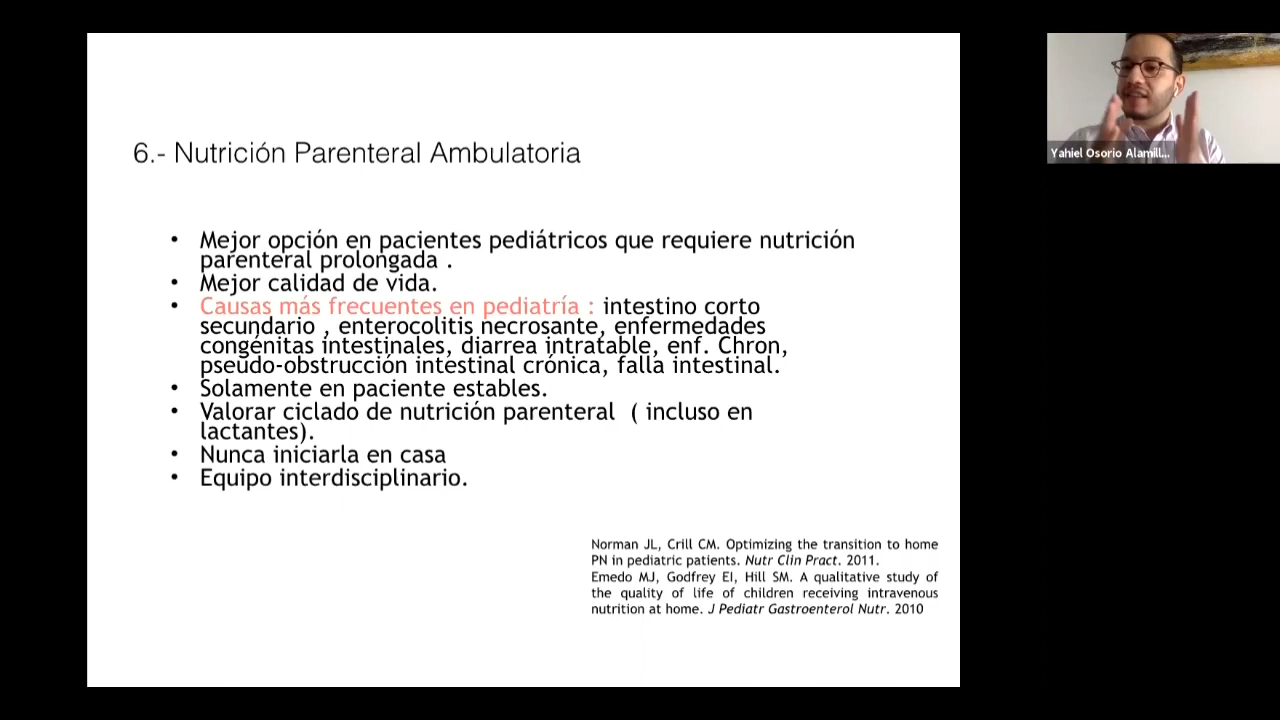 6.- Nutrición Parenteral Ambulatoria
• Mejor opción en pacientes pediátricos que requiere nutrición
parenteral prolongada .
• Mejor calidad de vida.
• Causas más frecuentes en pediatría : intestino corto
secundario , enterocolitis necrosante, enfermedades
congénitas intestinales, diarrea intratable, enf. Chron,
pseudo-obstrucción intestinal crónica, falla intestinal.
• Solamente en paciente estables.
• Valorar ciclado de nutrición parenteral ( incluso en
lactantes).
• Nunca iniciarla en casa
• Equipo interdisciplinario.
Norman JL, Crill CM. Optimizing the transition to home
PN in pediatric patients. Nutr Clin Pract. 2011.
Emedo MJ, Godfrey EI, Hill SM. A qualitative study of
the quality of life of children receiving intravenous
nutrition at home. J Pediatr Gastroenterol Nutr. 2010
Yahiel Osorio Alamill...